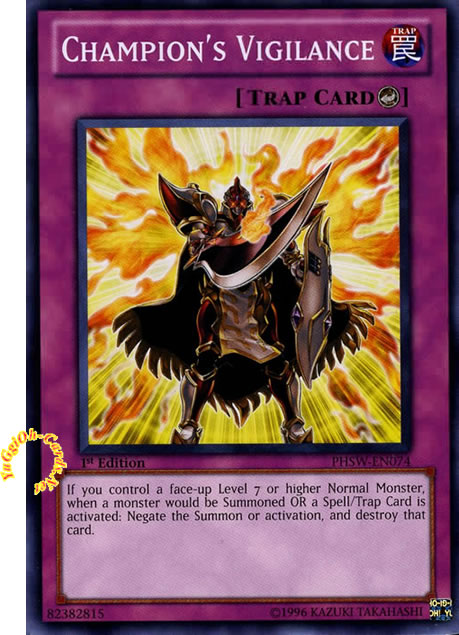 CHAMPION'S VIGILANCE
TRAP
罠
[TRAP CARD]
PHSW-EN074
1ST Edition
If you control a face-up Level 7 or higher Normal Monster,
when a monster would be Summoned OR a Spell/Trap Card is
activated: Negate the Summon or activation, and destroy that
card.
82382815
©1996 KAZUKI TAKAHASHI
YuGgiOh-Cards.Net